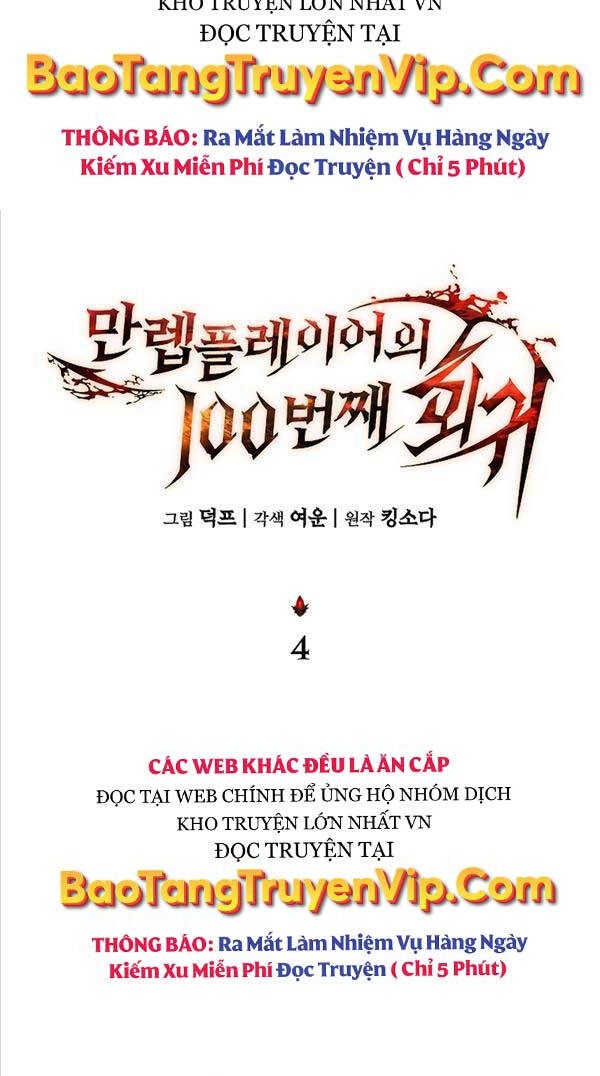 KHO TRUYỆN LỚN NHẤT VN
ĐỌC TRUYỆN TẠI
BaoTangTruyenVip.Com
THÔNG BÁO: Ra Mắt Làm Nhiệm Vụ Hàng Ngày
Kiếm Xu Miễn Phí Đọc Truyện ( Chỉ 5 Phút)
만렙플레이어의
100번째 회귀
그림 덕프 | 각색 여운 | 원작 킹소다
4
CÁC WEB KHÁC ĐỀU LÀ ĂN CẮP
ĐỌC TẠI WEB CHÍNH ĐỂ ỦNG HỘ NHÓM DỊCH
KHO TRUYỆN LỚN NHẤT VN
ĐỌC TRUYỆN TẠI
BaoTangTruyenVip.Com
THÔNG BÁO: Ra Mắt Làm Nhiệm Vụ Hàng Ngày
Kiếm Xu Miễn Phí Đọc Truyện ( Chỉ 5 Phút)